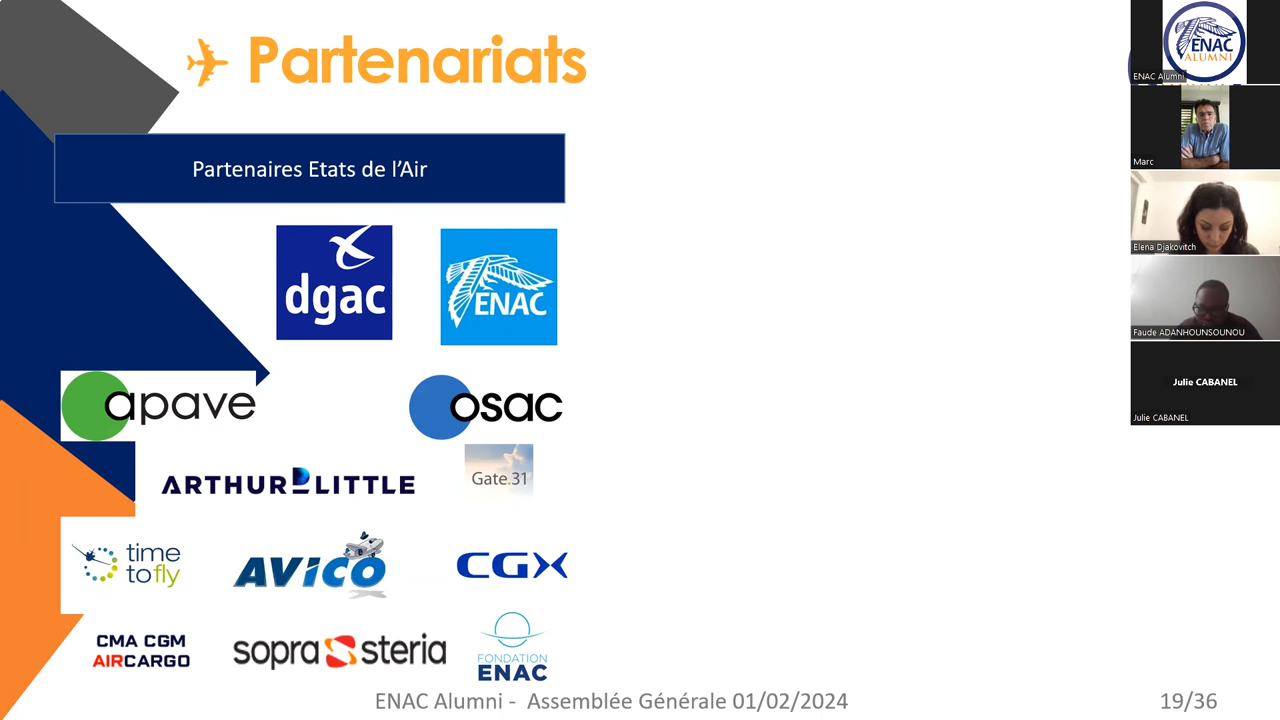 Partenariats
Partenaires Etats de l'Air
dgac
ENAC
apave
osac
ARTHUR D LITTLE
Gate 31
time
to fly
AVICO
CGX
CMA CGM
AIRCARGO
sopra steria
FONDATION
ENAC
ENAC Alumni - Assemblée Générale 01/02/2024
19/36
ENAC
ALUMNI
ENAC Alumni
Marc
Elena Djakovitch
Faude ADANHOUNSOUNOU
Julie CABANEL
Julie CABANEL